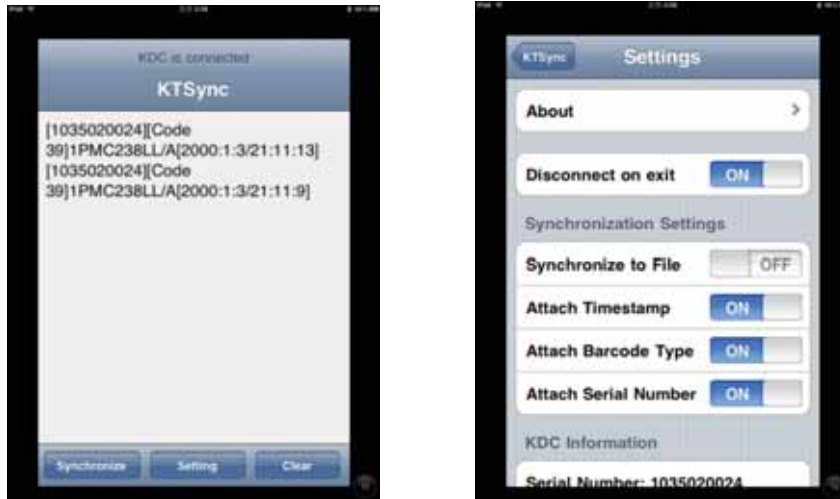 KDC is connected
KTSync
[1035020024][Code
39]1PMC238LL/A[2000:1:3/21:11:13]
[1035020024][Code
39]1PMC238LL/A[2000:1:3/21:11:9]
Synchronize
Setting
Clear
KTSync
Settings
About
Disconnect on exit ON
Synchronization Settings
Synchronize to File OFF
Attach Timestamp ON
Attach Barcode Type ON
Attach Serial Number ON
KDC Information
Serial Number: 1035020024